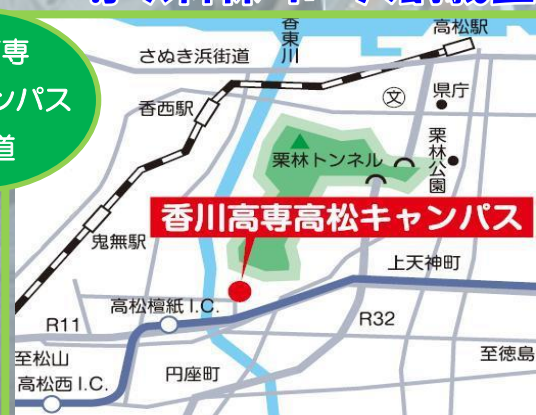 専
ンパス
道
香東川
高松駅
さぬき浜街道
香西駅
文
県庁
栗林トンネル
栗林公園
香川高専高松キャンパス
鬼無駅
上天神町
高松檀紙 I.C.
R11
R32
至松山
至徳島
高松西 I.C.
円座町